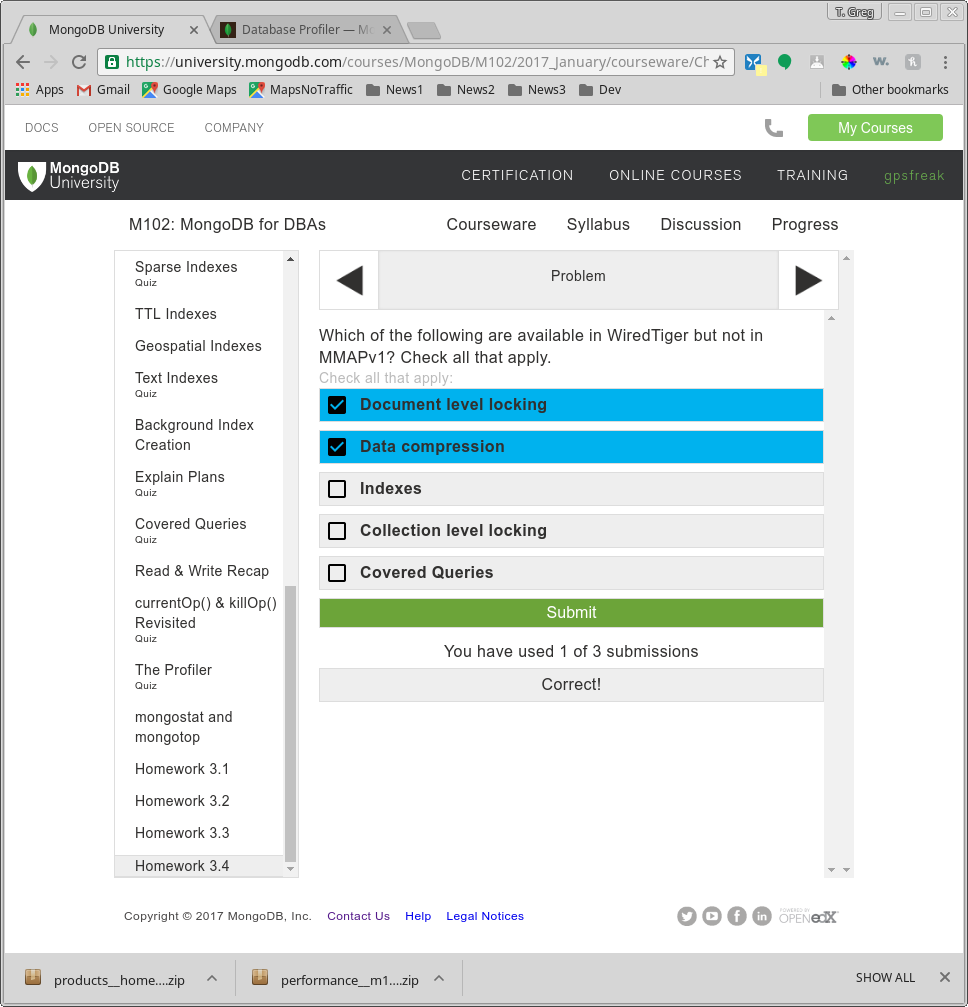 T. Greg
MongoDB University
Database Profiler — Mo
https://university.mongodb.com/courses/MongoDB/M102/2017_January/courseware/Ch
Apps
Gmail
Google Maps
MapsNoTraffic
News1
News2
News3
Dev
Other bookmarks
DOCS
OPEN SOURCE
COMPANY
My Courses
MongoDB
University
CERTIFICATION
ONLINE COURSES
TRAINING
gpsfreak
M102: MongoDB for DBAs
Courseware
Syllabus
Discussion
Progress
Sparse Indexes
Quiz
TTL Indexes
Geospatial Indexes
Text Indexes
Quiz
Background Index
Creation
Explain Plans
Quiz
Covered Queries
Quiz
Read & Write Recap
currentOp() & killOp()
Revisited
Quiz
The Profiler
Quiz
mongostat and
mongotop
Homework 3.1
Homework 3.2
Homework 3.3
Homework 3.4
Problem
Which of the following are available in WiredTiger but not in
MMAPv1? Check all that apply.
Check all that apply:
Document level locking
Data compression
Indexes
Collection level locking
Covered Queries
Submit
You have used 1 of 3 submissions
Correct!
Copyright © 2017 MongoDB, Inc.
Contact Us
Help
Legal Notices
POWERED BY
OPEN edX
products__home....zip
performance__m1....zip
SHOW ALL